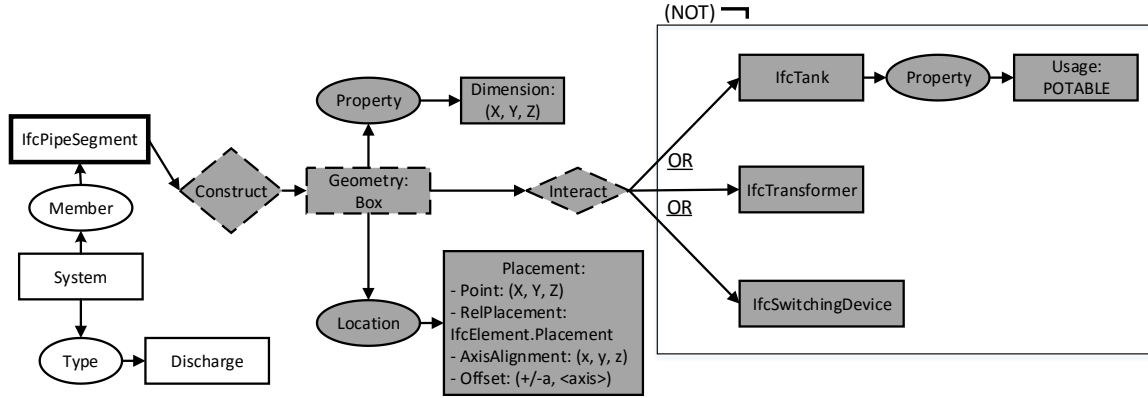 (NOT) ¬
IfcPipeSegment
Member
System
Type
Discharge
Construct
Property
Dimension:
(X, Y, Z)
Geometry:
Box
Location
Placement:
- Point: (X, Y, Z)
- RelPlacement:
IfcElement.Placement
- AxisAlignment: (x, y, z)
- Offset: (+/-a, <axis>)
Interact
OR
OR
IfcTank
Property
Usage:
POTABLE
IfcTransformer
IfcSwitchingDevice